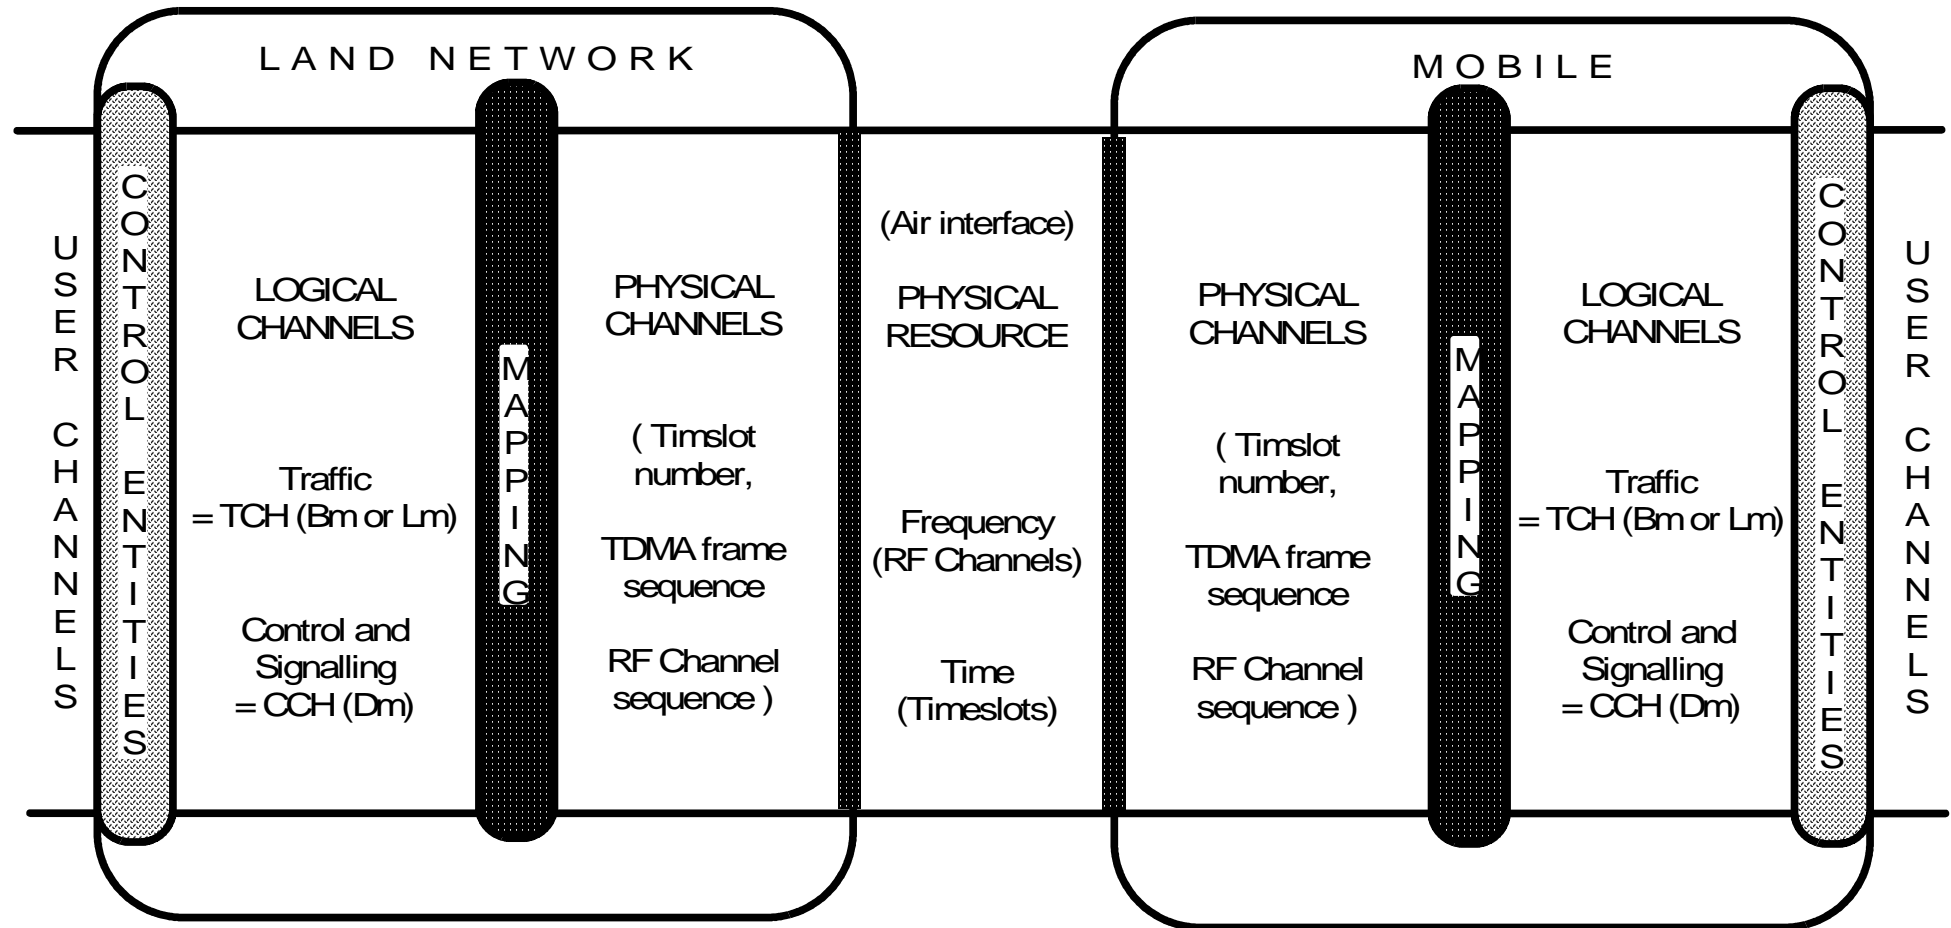 LAND NETWORK
MOBILE
USER CHANNELS
CONTROL ENTITIES
LOGICAL
CHANNELS
Traffic
= TCH (Bm or Lm)
Control and
Signalling
= CCH (Dm)
MAPPING
PHYSICAL
CHANNELS
( Timslot
number,
TDMA frame
sequence
RF Channel
sequence )
(Air interface)
PHYSICAL
RESOURCE
Frequency
(RF Channels)
Time
(Timeslots)
PHYSICAL
CHANNELS
( Timslot
number,
TDMA frame
sequence
RF Channel
sequence )
MAPPING
LOGICAL
CHANNELS
Traffic
= TCH (Bm or Lm)
Control and
Signalling
= CCH (Dm)
CONTROL ENTITIES
USER CHANNELS